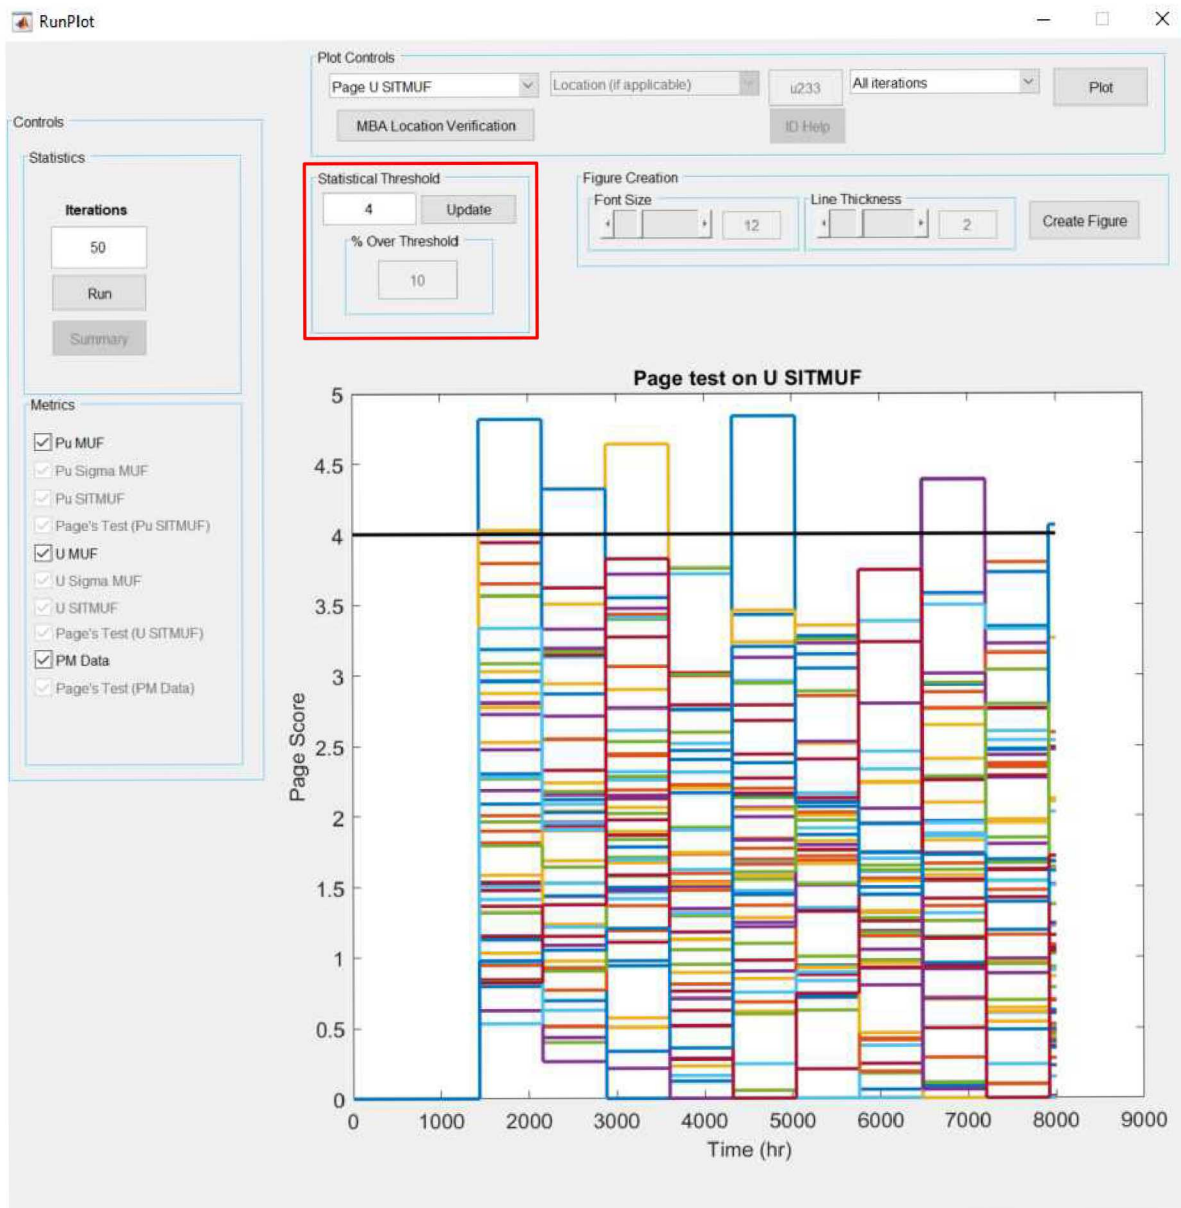 RunPlot
Plot Controls
Page U SITMUF
Location (if applicable)
u233
All iterations
Plot
MBA Location Verification
ID Help
Controls
Statistics
Iterations
50
Run
Summary
Statistical Threshold
4
Update
% Over Threshold
10
Figure Creation
Font Size
12
Line Thickness
2
Create Figure
Metrics
Pu MUF
Pu Sigma MUF
Pu SITMUF
Page's Test (Pu SITMUF)
U MUF
U Sigma MUF
U SITMUF
Page's Test (U SITMUF)
PM Data
Page's Test (PM Data)
Page test on U SITMUF
5
4.5
4
3.5
3
2.5
2
1.5
1
0.5
0
Page Score
0 1000 2000 3000 4000 5000 6000 7000 8000 9000
Time (hr)